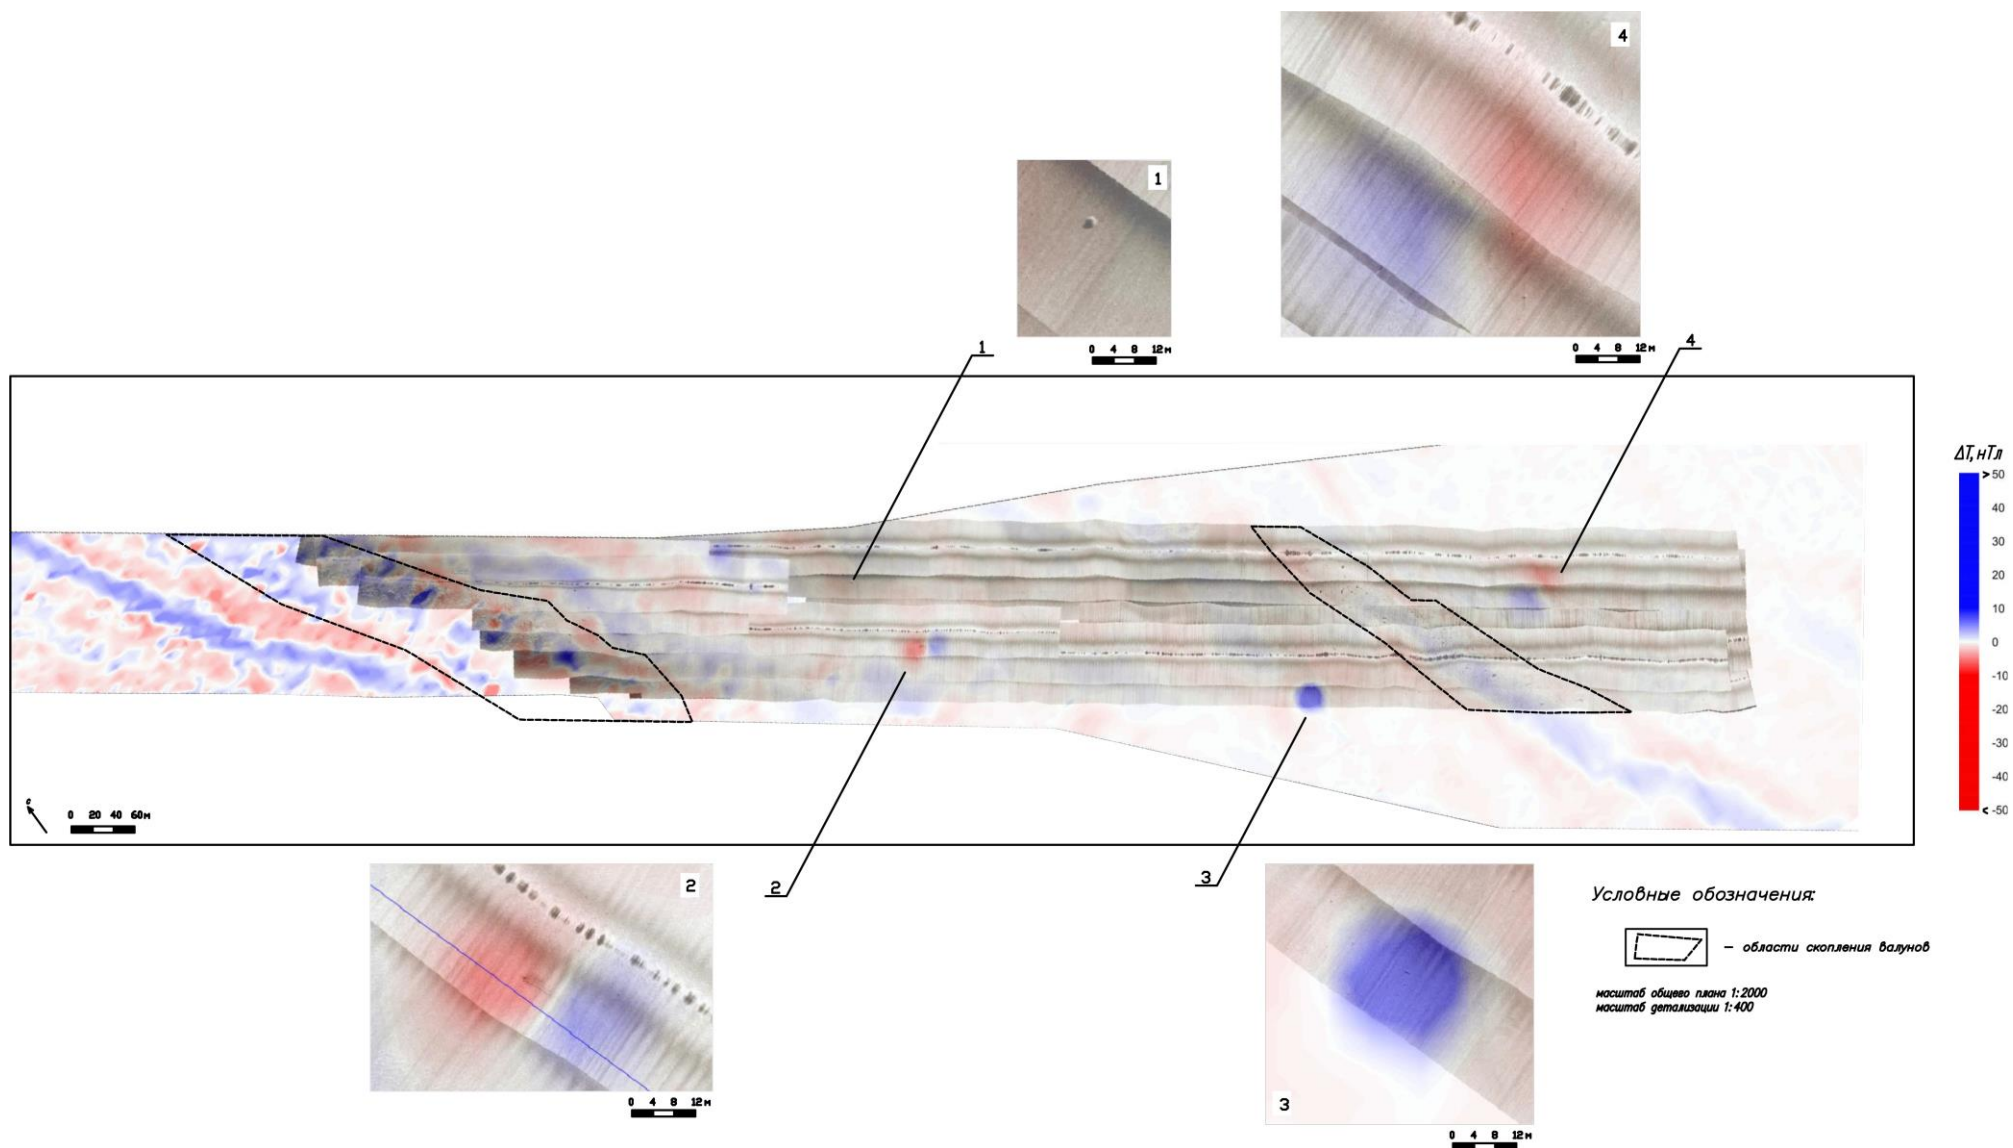 4
1
0 4 8 12м
0 4 8 12м
1
4
ΔT, нТл
>50
40
30
20
10
0
-10
-20
-30
-40
< -50
с
0 20 40 60м
2
3
2
0 4 8 12м
3
0 4 8 12м
Условные обозначения:
– области скопления валунов
масштаб общего плана 1:2000
масштаб детализации 1:400